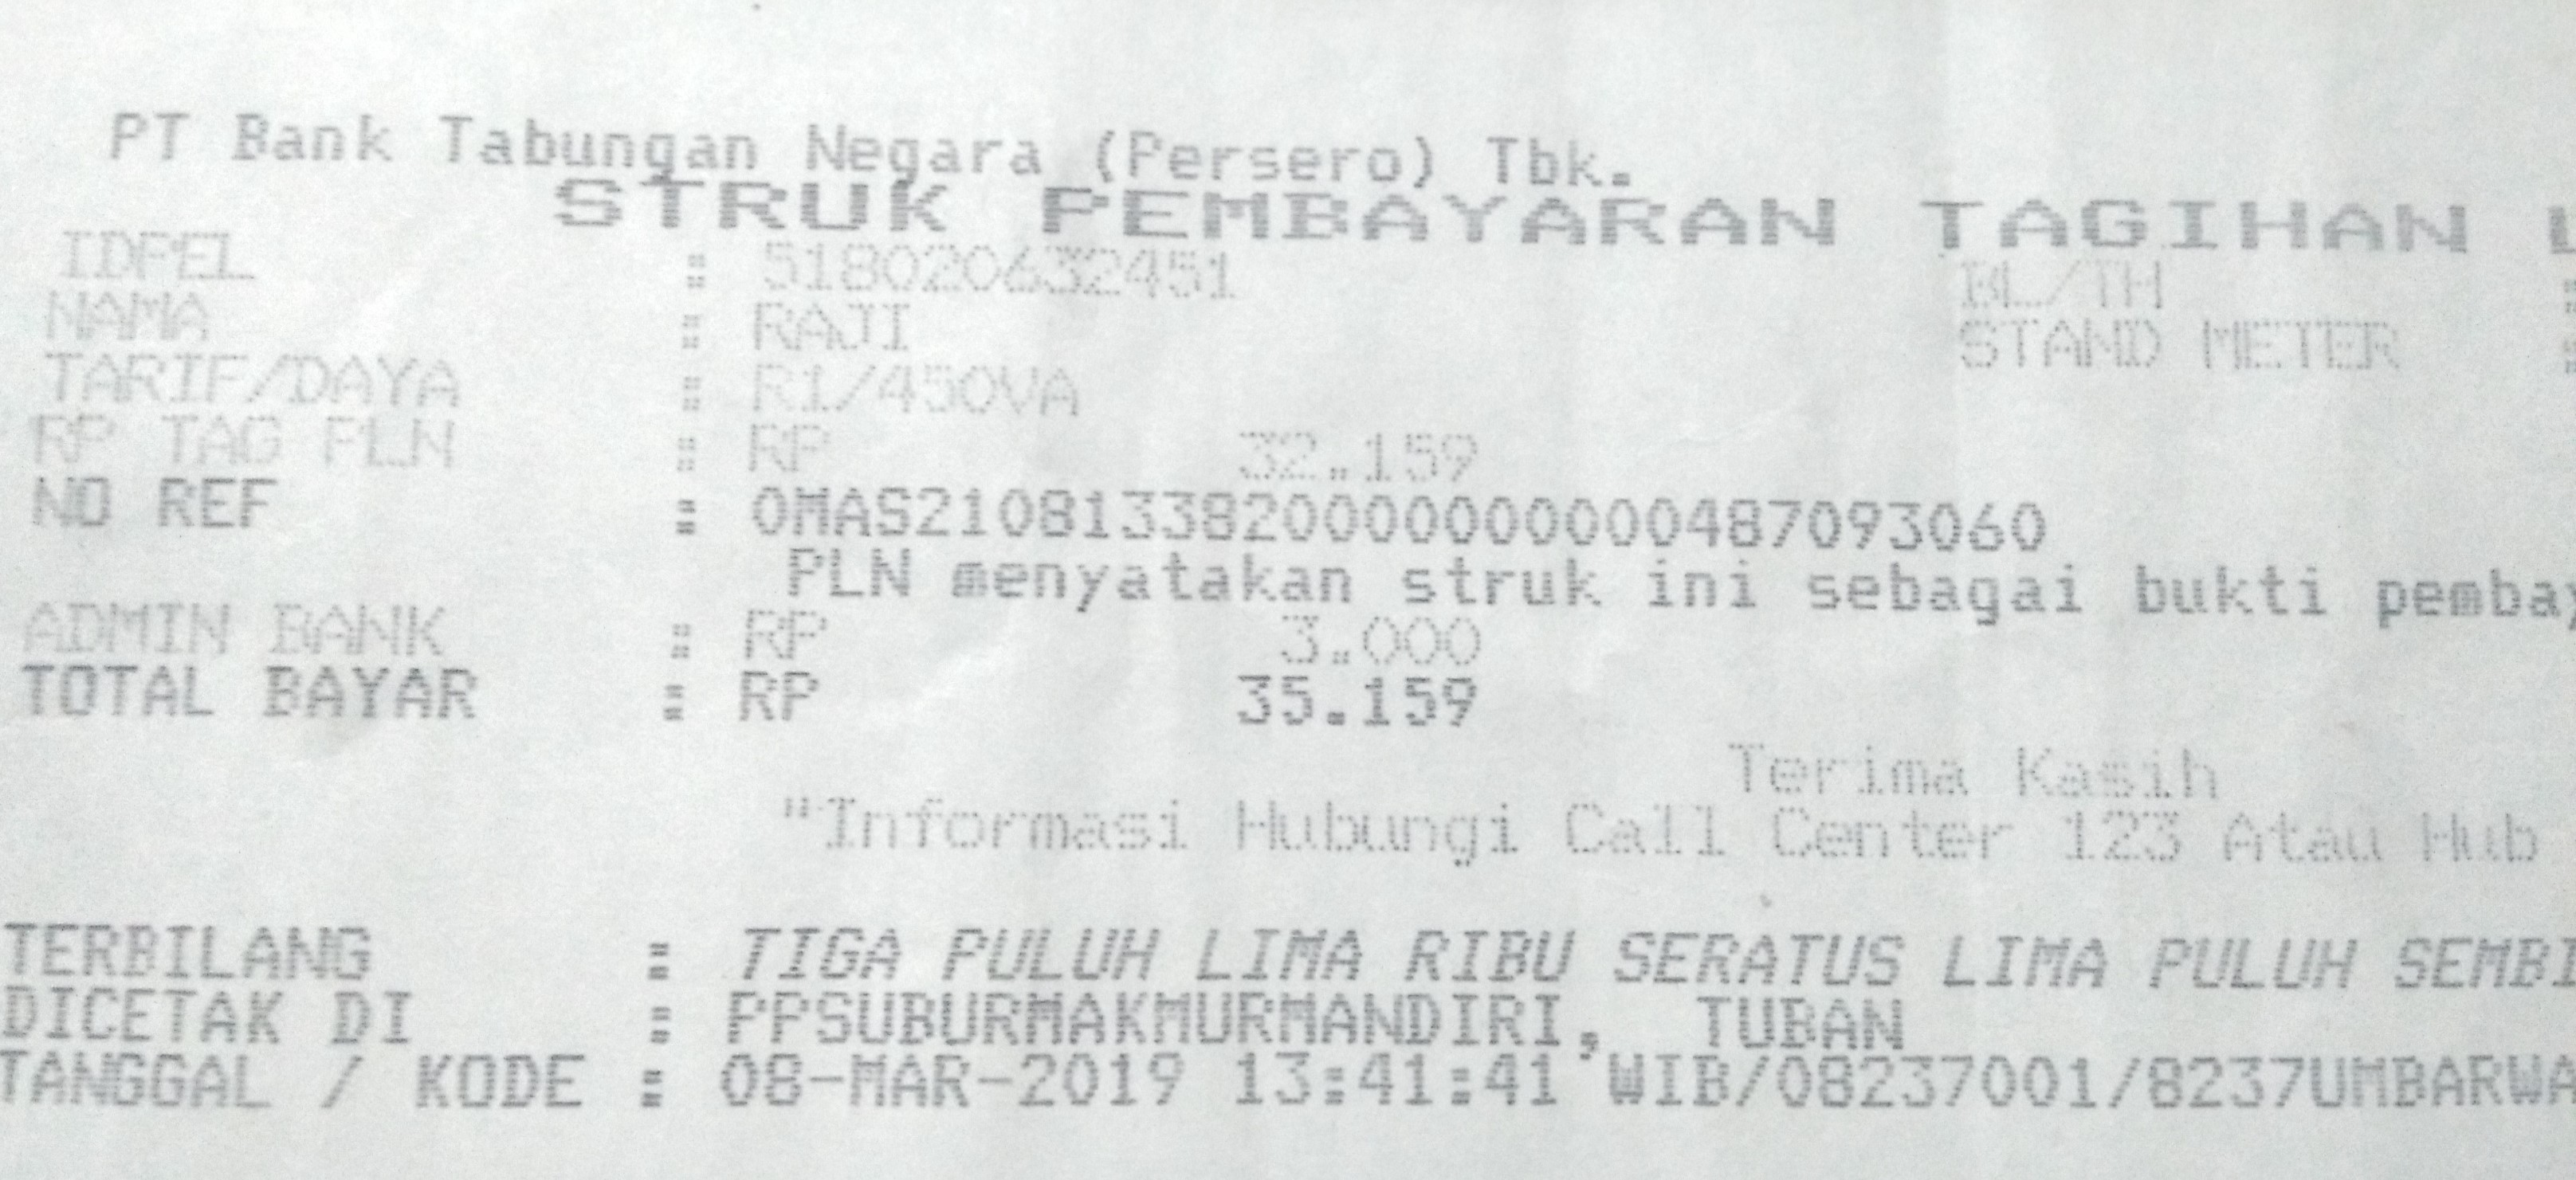 PT Bank Tabungan Negara (Persero) Tbk.
STRUK PEMBAYARAN TAGIHAN L
IDPEL : 518020632451 BL/TH :
NAMA : RAJI STAND METER :
TARIF/DAYA : R1/450VA
RP TAG PLN : RP 32.159
NO REF : 0MAS21081338200000000000487093060
PLN menyatakan struk ini sebagai bukti pembay
ADMIN BANK : RP 3.000
TOTAL BAYAR : RP 35.159
Terima Kasih
"Informasi Hubungi Call Center 123 Atau Hub
TERBILANG : TIGA PULUH LIMA RIBU SERATUS LIMA PULUH SEMBI
DICETAK DI : PPSUBURMAKMURMANDIRI, TUBAN
TANGGAL / KODE : 08-MAR-2019 13:41:41 WIB/08237001/8237UMBARWA